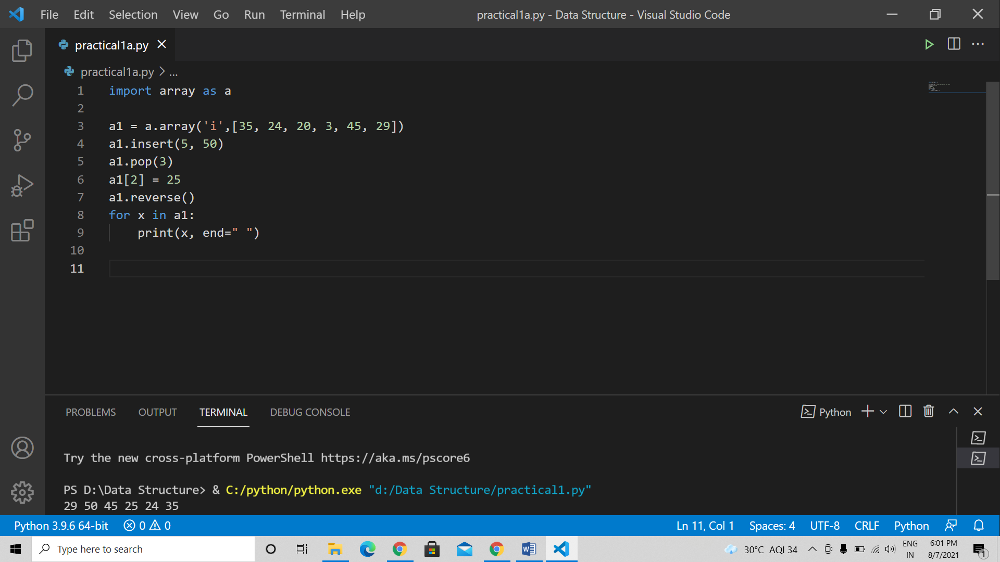 File Edit Selection View Go Run Terminal Help practical1a.py - Data Structure - Visual Studio Code
practical1a.py
practical1a.py > ...
1 import array as a
2
3 a1 = a.array('i',[35, 24, 20, 3, 45, 29])
4 a1.insert(5, 50)
5 a1.pop(3)
6 a1[2] = 25
7 a1.reverse()
8 for x in a1:
9     print(x, end=" ")
10
11
PROBLEMS OUTPUT TERMINAL DEBUG CONSOLE Python
Try the new cross-platform PowerShell https://aka.ms/pscore6
PS D:\Data Structure> & C:/python/python.exe "d:/Data Structure/practical1.py"
29 50 45 25 24 35
Python 3.9.6 64-bit 0 0 Ln 11, Col 1 Spaces: 4 UTF-8 CRLF Python
Type here to search 30°C AQI 34 ENG 6:01 PM
IN 8/7/2021 1